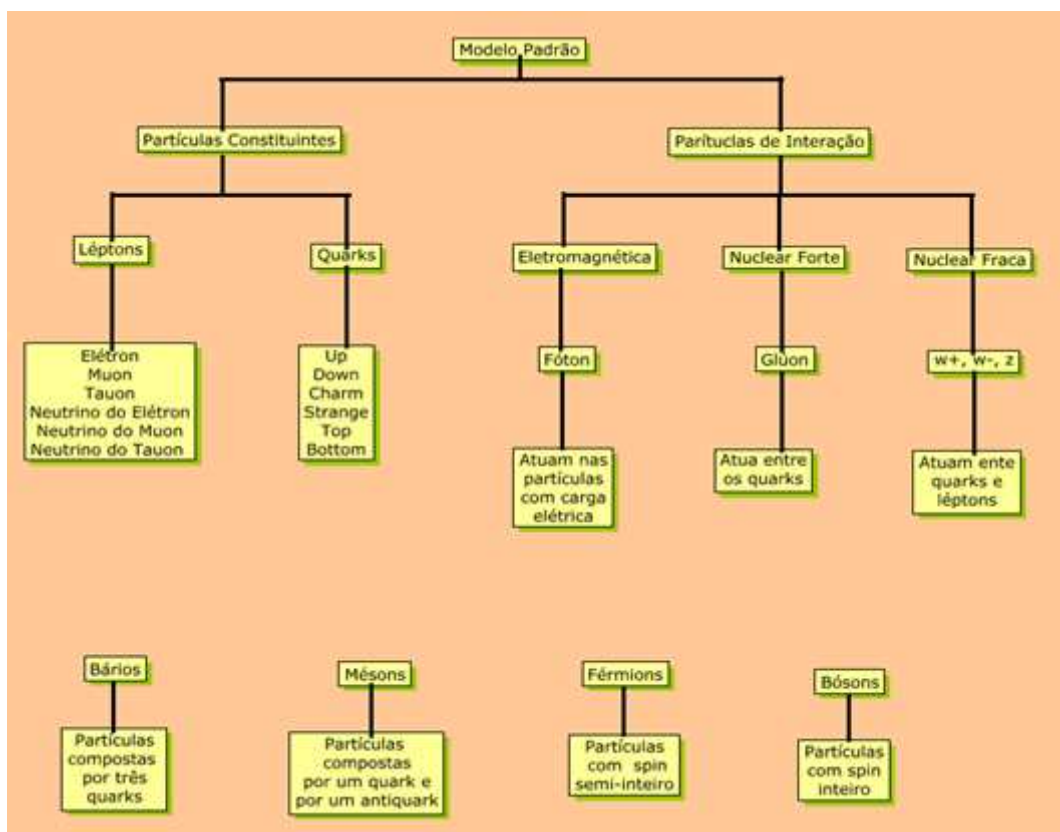 Modelo Padrão
Partículas Constituintes
Parítuclas de Interação
Léptons
Quarks
Eletromagnética
Nuclear Forte
Nuclear Fraca
Elétron
Muon
Tauon
Neutrino do Elétron
Neutrino do Muon
Neutrino do Tauon
Up
Down
Charm
Strange
Top
Bottom
Fóton
Glúon
w+, w-, z
Atuam nas
partículas
com carga
elétrica
Atua entre
os quarks
Atuam ente
quarks e
léptons
Bários
Mésons
Férmions
Bósons
Partículas
compostas
por três
quarks
Partículas
compostas
por um quark e
por um antiquark
Partículas
com spin
semi-inteiro
Partículas
com spin
inteiro